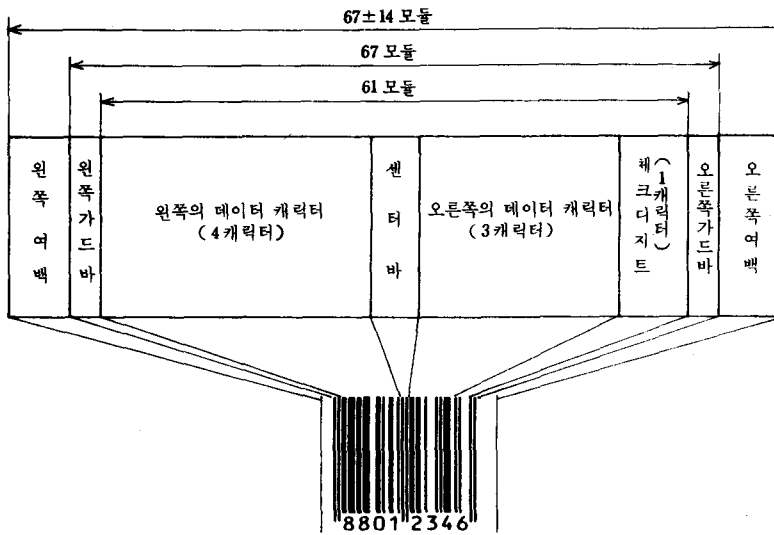 67±14 모듈
67 모듈
61 모듈
왼쪽여백
왼쪽가드바
왼쪽의 데이터 캐릭터
(4캐릭터)
센터바
오른쪽의 데이터 캐릭터
(3캐릭터)
체크디지트
(1캐릭터)
오른쪽가드바
오른쪽여백
8801 2346